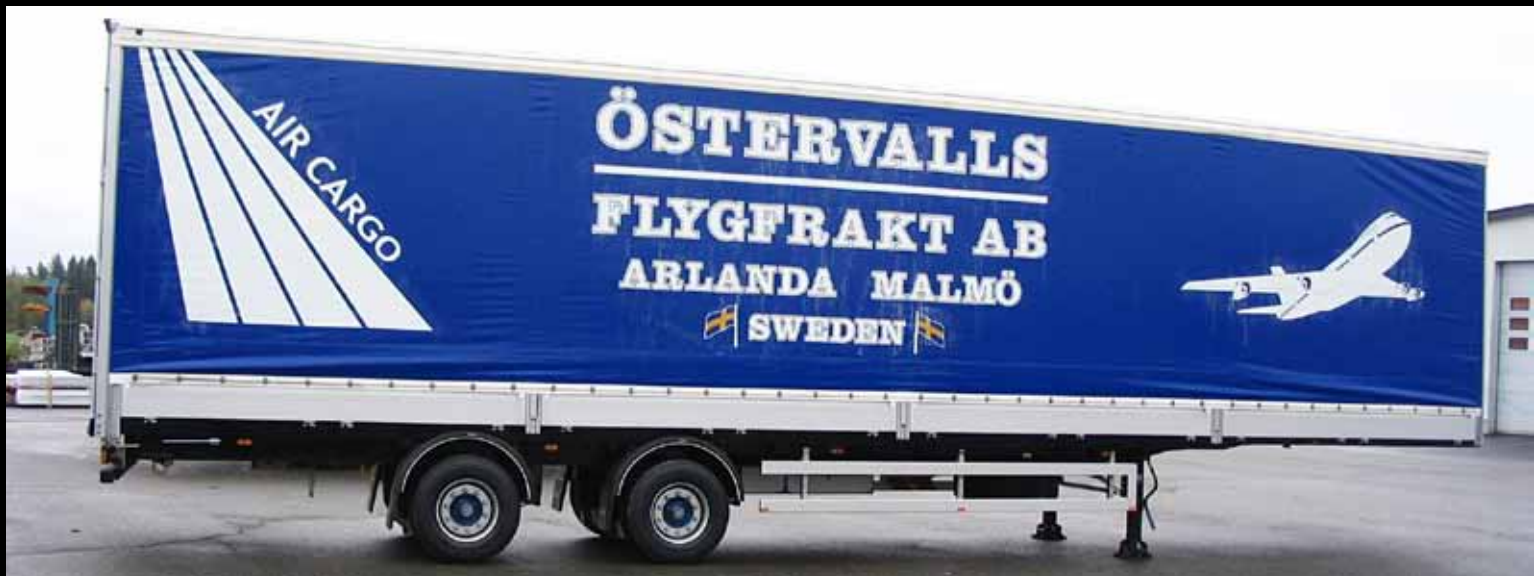 AIR CARGO
ÖSTERVALLS
FLYGFRAKT AB
ARLANDA MALMÖ
SWEDEN